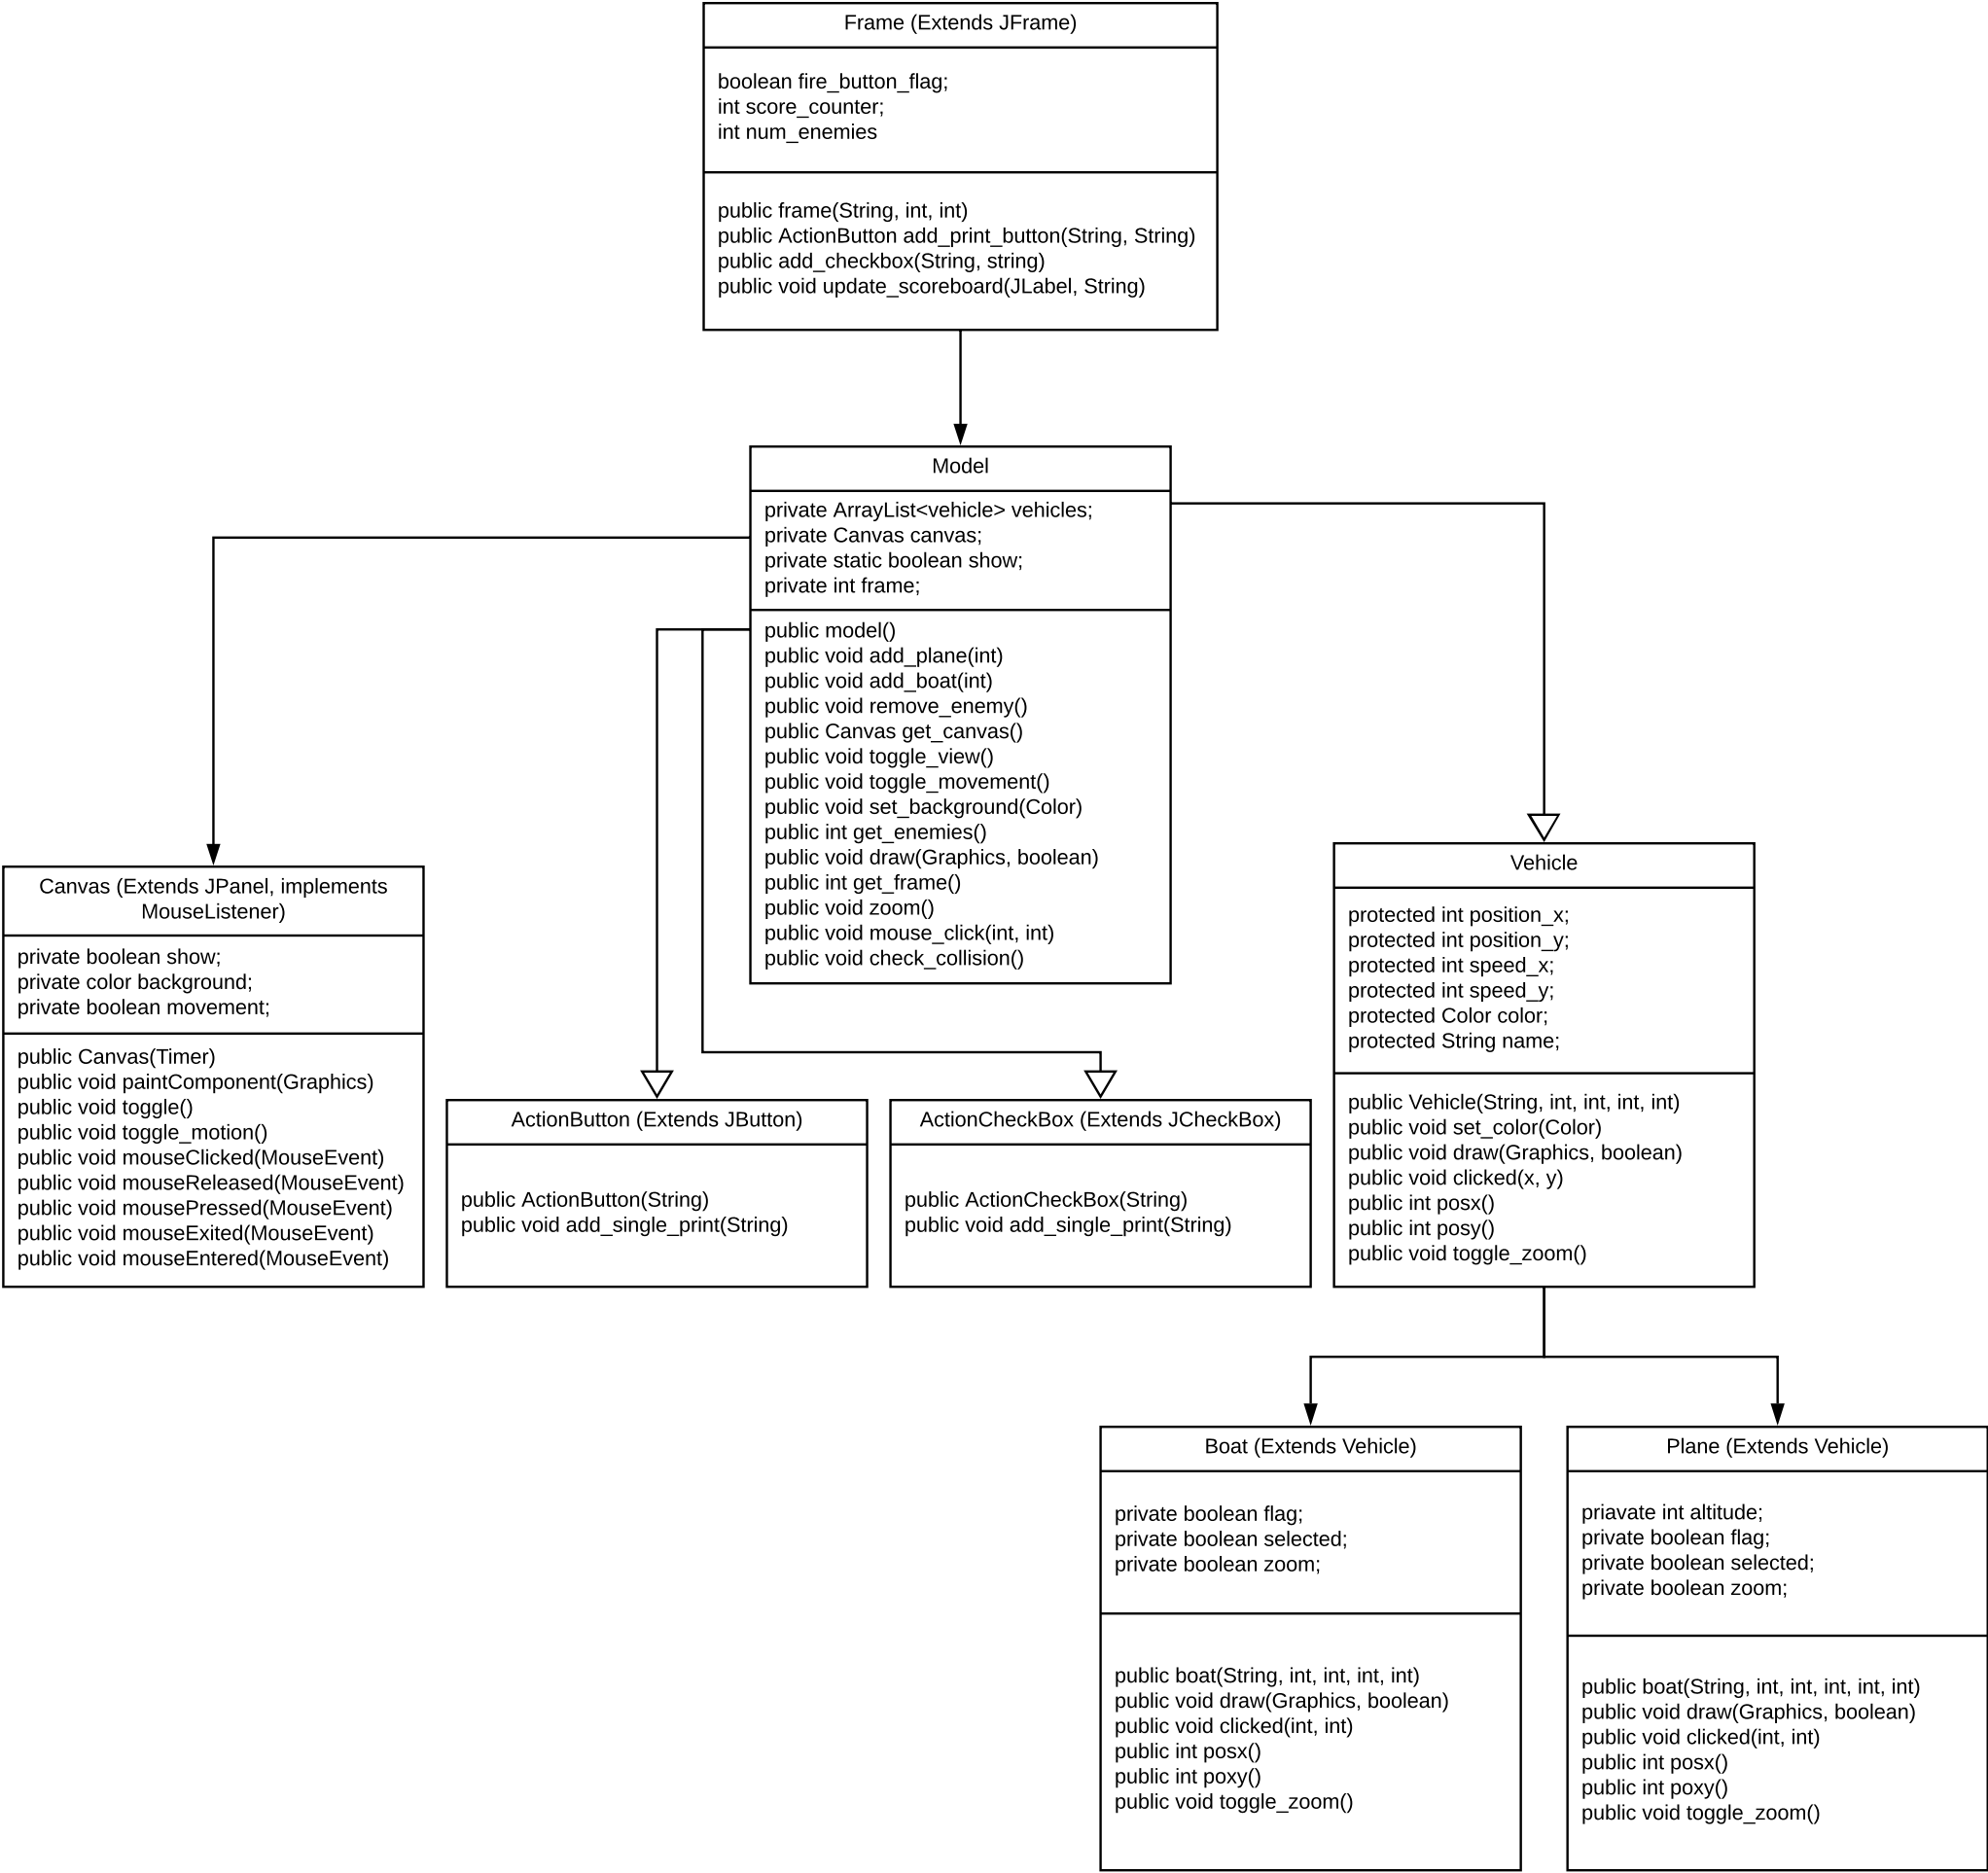 Frame (Extends JFrame)
boolean fire_button_flag;
int score_counter;
int num_enemies
public frame(String, int, int)
public ActionButton add_print_button(String, String)
public add_checkbox(String, string)
public void update_scoreboard(JLabel, String)
Model
private ArrayList<vehicle> vehicles;
private Canvas canvas;
private static boolean show;
private int frame;
public model()
public void add_plane(int)
public void add_boat(int)
public void remove_enemy()
public Canvas get_canvas()
public void toggle_view()
public void toggle_movement()
public void set_background(Color)
public int get_enemies()
public void draw(Graphics, boolean)
public int get_frame()
public void zoom()
public void mouse_click(int, int)
public void check_collision()
Canvas (Extends JPanel, implements
MouseListener)
private boolean show;
private color background;
private boolean movement;
public Canvas(Timer)
public void paintComponent(Graphics)
public void toggle()
public void toggle_motion()
public void mouseClicked(MouseEvent)
public void mouseReleased(MouseEvent)
public void mousePressed(MouseEvent)
public void mouseExited(MouseEvent)
public void mouseEntered(MouseEvent)
ActionButton (Extends JButton)
public ActionButton(String)
public void add_single_print(String)
ActionCheckBox (Extends JCheckBox)
public ActionCheckBox(String)
public void add_single_print(String)
Vehicle
protected int position_x;
protected int position_y;
protected int speed_x;
protected int speed_y;
protected Color color;
protected String name;
public Vehicle(String, int, int, int, int)
public void set_color(Color)
public void draw(Graphics, boolean)
public void clicked(x, y)
public int posx()
public int posy()
public void toggle_zoom()
Boat (Extends Vehicle)
private boolean flag;
private boolean selected;
private boolean zoom;
public boat(String, int, int, int, int)
public void draw(Graphics, boolean)
public void clicked(int, int)
public int posx()
public int poxy()
public void toggle_zoom()
Plane (Extends Vehicle)
priavate int altitude;
private boolean flag;
private boolean selected;
private boolean zoom;
public boat(String, int, int, int, int, int)
public void draw(Graphics, boolean)
public void clicked(int, int)
public int posx()
public int poxy()
public void toggle_zoom()